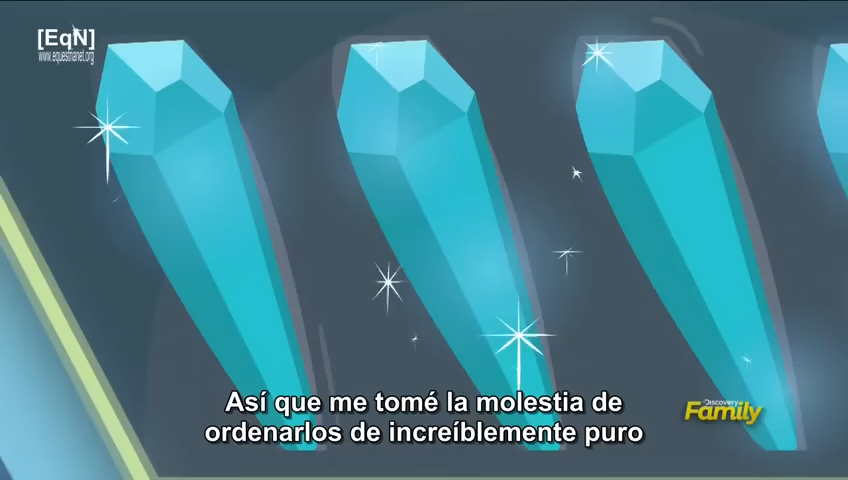 [EqN]
www.equestrianet.org
Así que me tomé la molestia de
ordenarlos de increíblemente puro
Discovery
Family